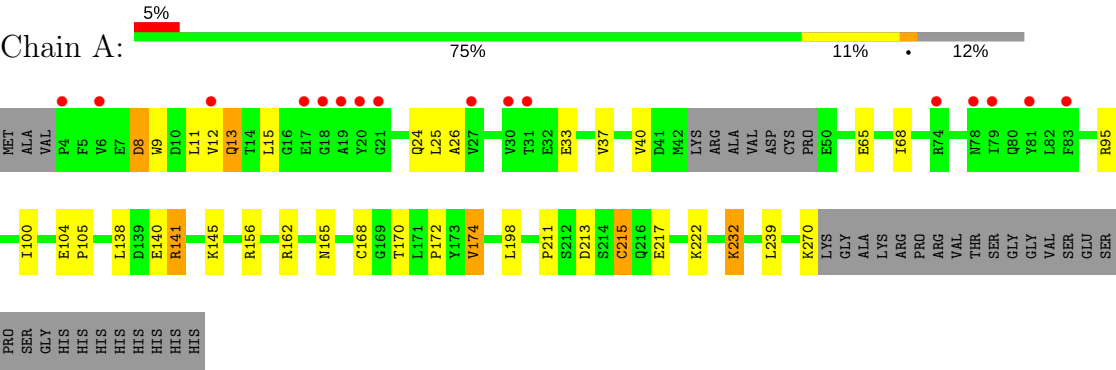 5%
Chain A:
75% 11% • 12%
MET ALA VAL P4 F5 V6 E7 D8 W9 D10 L11 V12 Q13 T14 L15 G16 E17 G18 A19 Y20 G21 Q24 L25 A26 V27 V30 T31 E32 E33 V37 V40 D41 M42 LYS ARG ALA VAL ASP CYS PRO E50 E65 I68 R74 N78 I79 Q80 Y81 L82 F83 R95
I100 E104 P105 L138 D139 E140 R141 K145 R156 R162 N165 C168 G169 T170 L171 P172 Y173 V174 L198 P211 S212 D213 S214 C215 Q216 E217 K222 K232 L239 K270 LYS GLY ALA LYS ARG PRO ARG VAL THR SER GLY GLY VAL SER GLU SER
PRO SER GLY HIS HIS HIS HIS HIS HIS HIS HIS